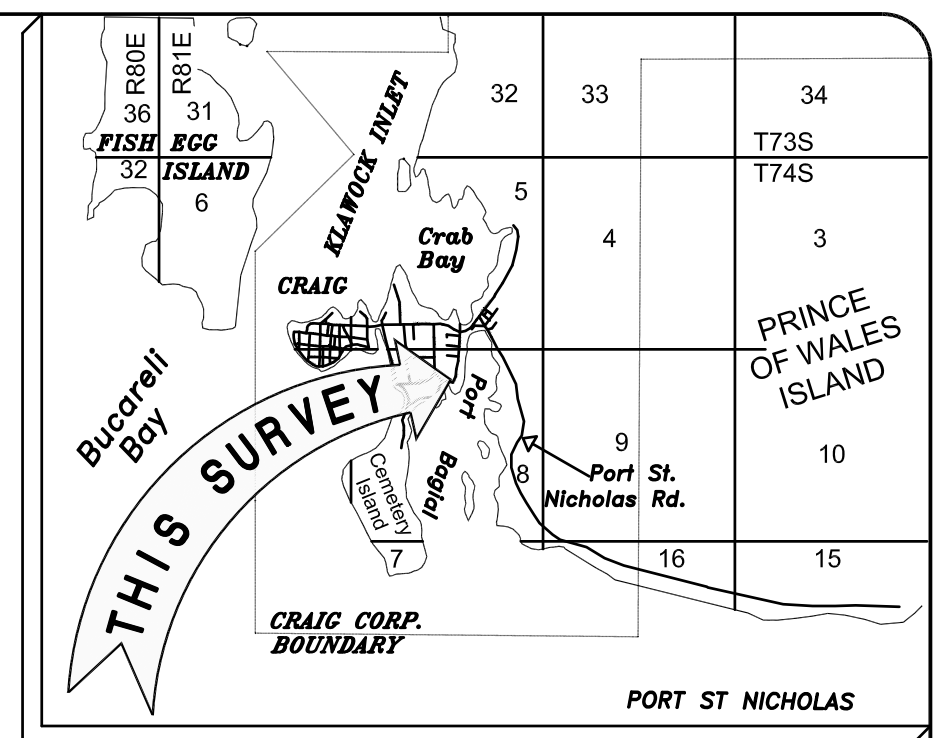 R80E
R81E
36
31
32
33
34
FISH EGG
T73S
32
ISLAND
T74S
6
5
4
3
KLAWOCK INLET
Crab
Bay
CRAIG
PRINCE
OF WALES
ISLAND
Bucareli
Bay
THIS SURVEY
Port
Bagial
Cemetery
Island
7
8
9
10
Port St.
Nicholas Rd.
16
15
CRAIG CORP.
BOUNDARY
PORT ST NICHOLAS